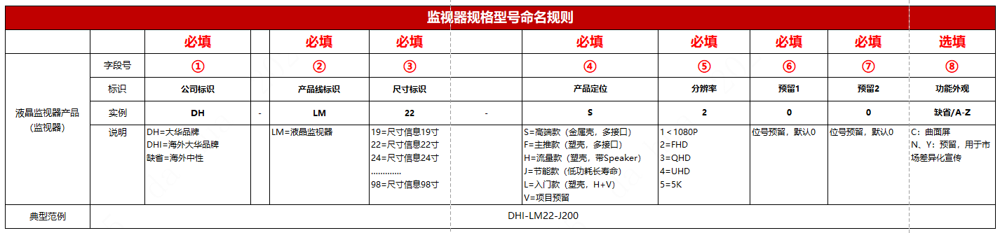 监视器规格型号命名规则
必填 必填 必填 必填 必填 必填 必填 选填
液晶监视器产品
（监视器）
字段号 ① ② ③ ④ ⑤ ⑥ ⑦ ⑧
标识 公司标识 产品线标识 尺寸标识 产品定位 分辨率 预留1 预留2 功能外观
实例 DH - LM 22 - S 2 0 0 缺省/A-Z
说明
DH=大华品牌
DHI=海外大华品牌
缺省=海外中性
LM=液晶监视器
19=尺寸信息19寸
22=尺寸信息22寸
24=尺寸信息24寸
.............
98=尺寸信息98寸
S=高端款（金属壳，多接口）
F=主推款（塑壳，多接口）
H=流量款（塑壳，带Speaker）
J=节能款（低功耗长寿命）
L=入门款（塑壳，H+V）
V=项目预留
1＜1080P
2=FHD
3=QHD
4=UHD
5=5K
位号预留，默认0
位号预留，默认0
C：曲面屏
N、Y：预留，用于市
场差异化宣传
典型范例 DHI-LM22-J200